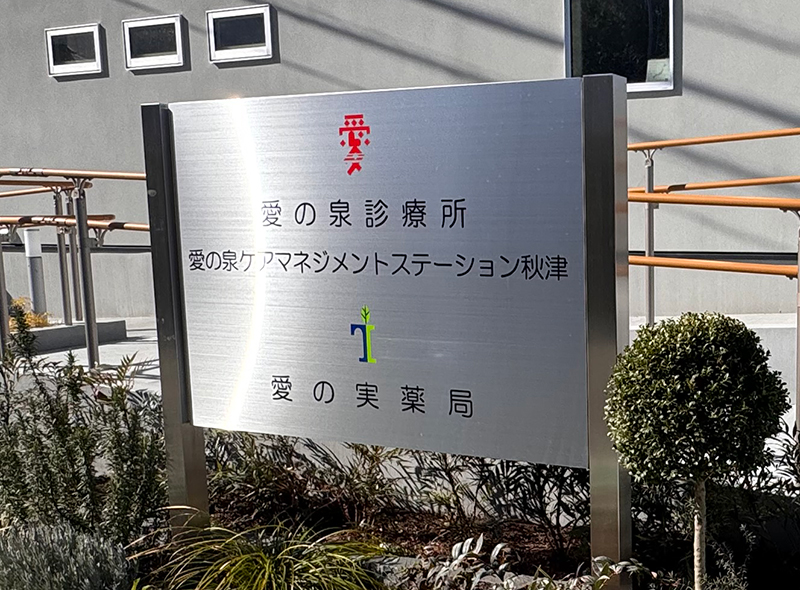 愛
愛の泉診療所
愛の泉ケアマネジメントステーション秋津
愛の実薬局